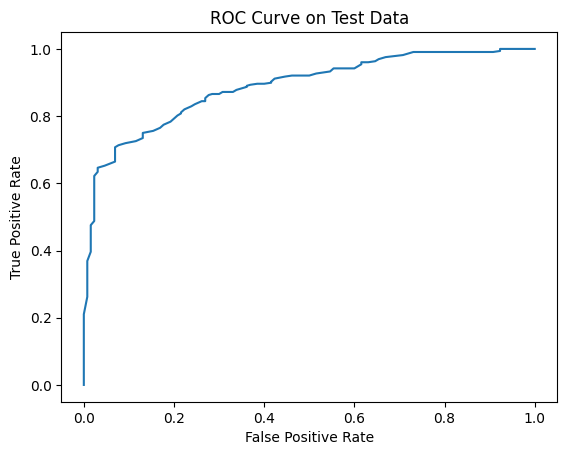 ROC Curve on Test Data
True Positive Rate
1.0
0.8
0.6
0.4
0.2
0.0
0.0 0.2 0.4 0.6 0.8 1.0
False Positive Rate